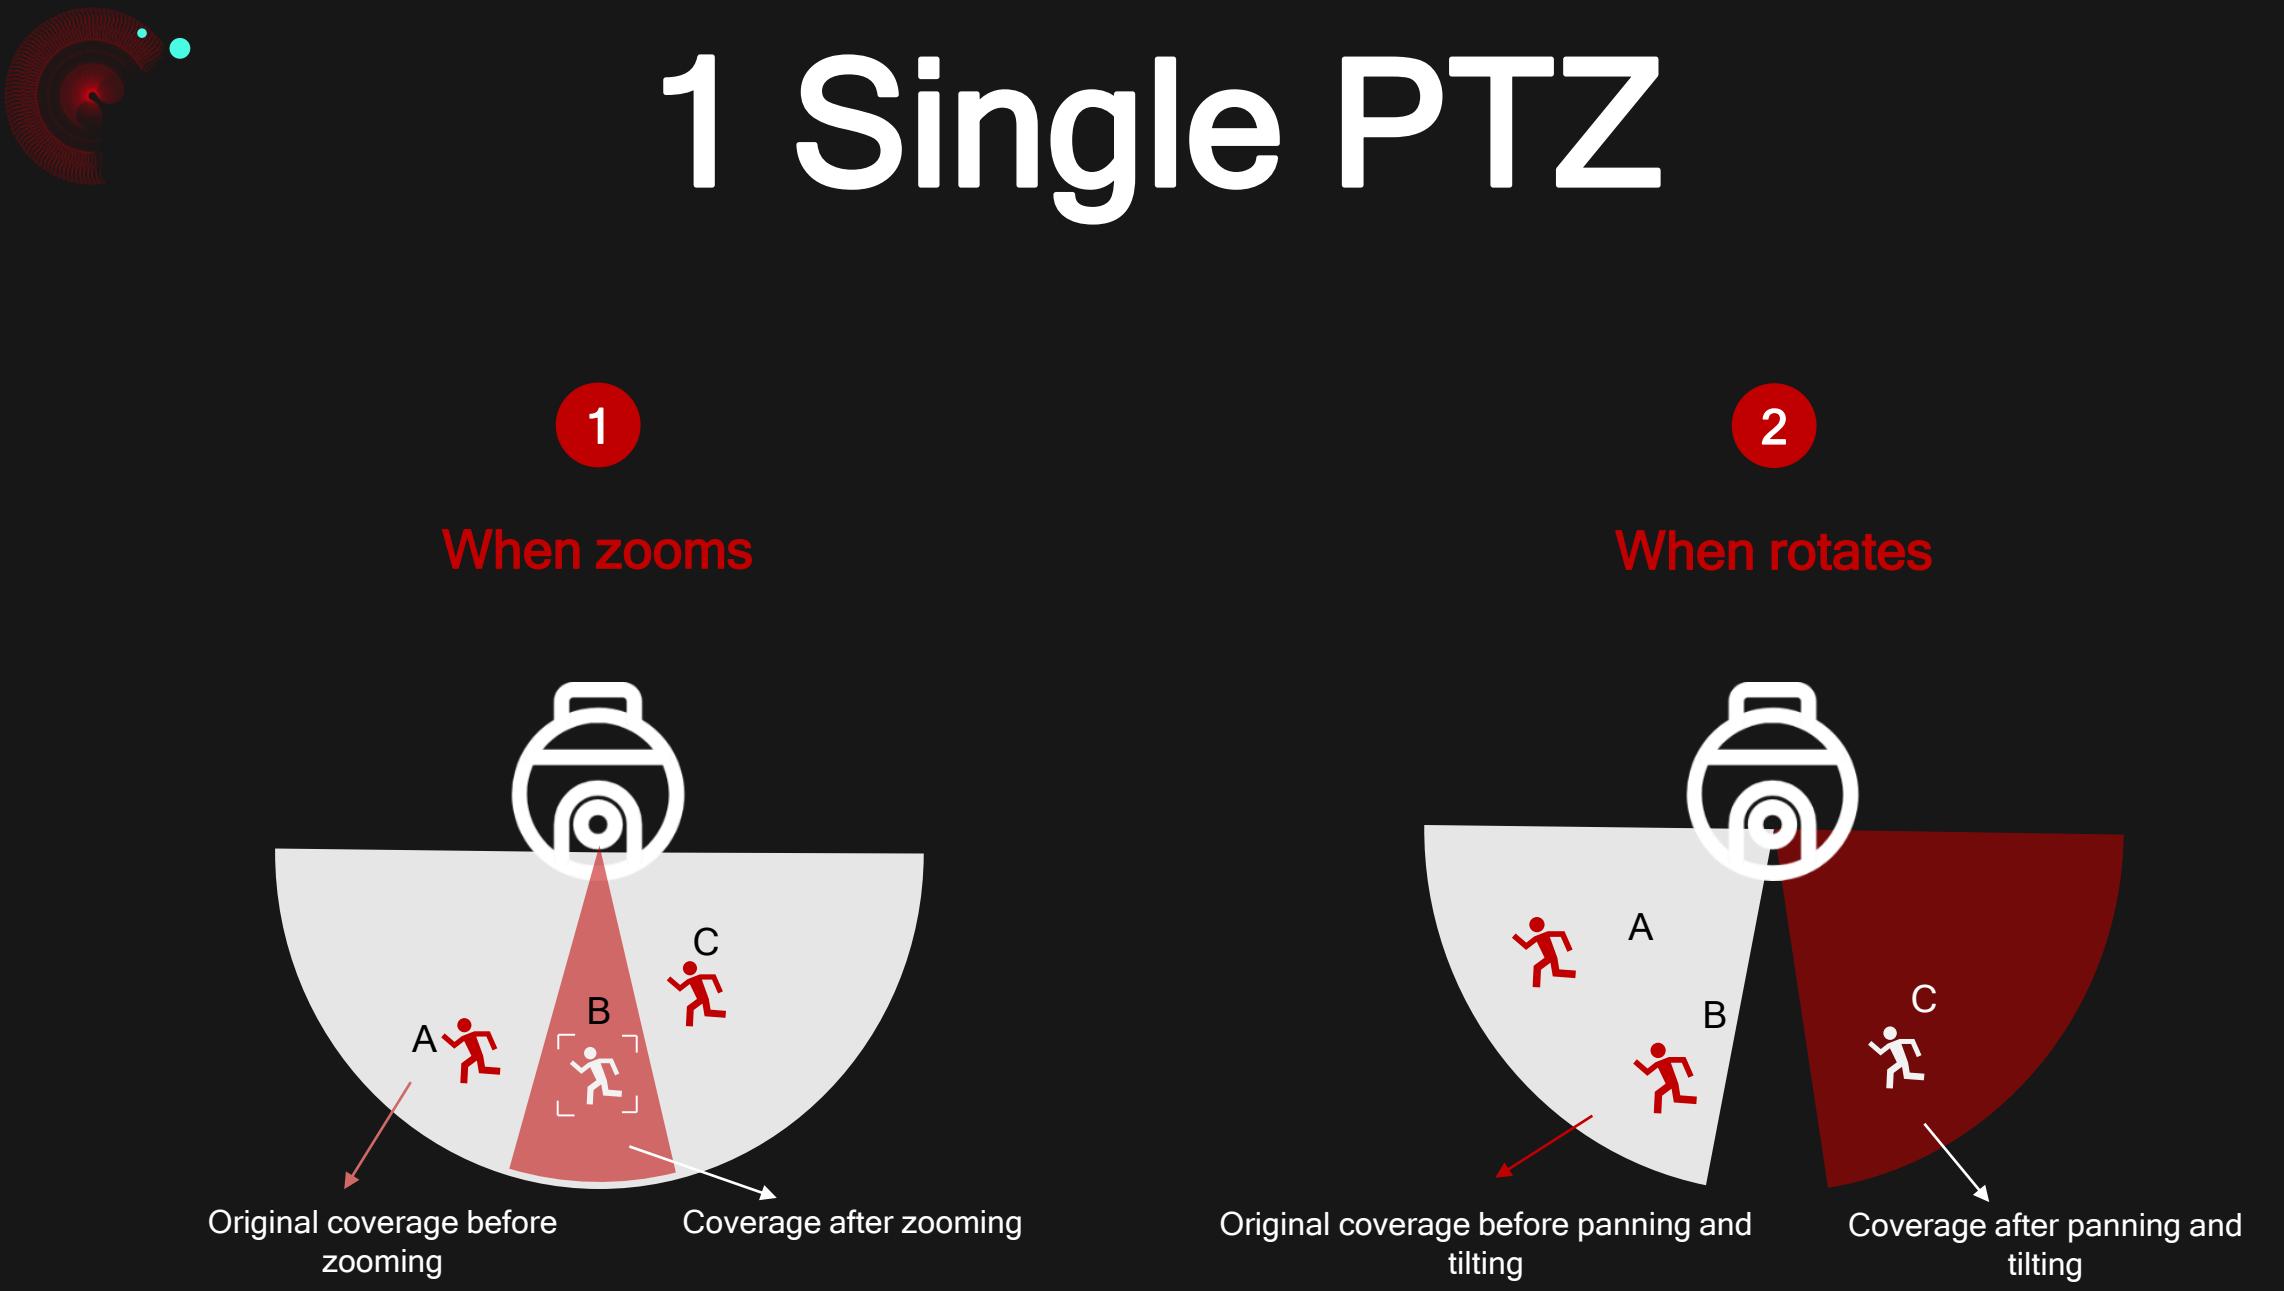 1 Single PTZ
1
When zooms
A
B
C
Original coverage before
zooming
Coverage after zooming
2
When rotates
A
B
C
Original coverage before panning and
tilting
Coverage after panning and
tilting